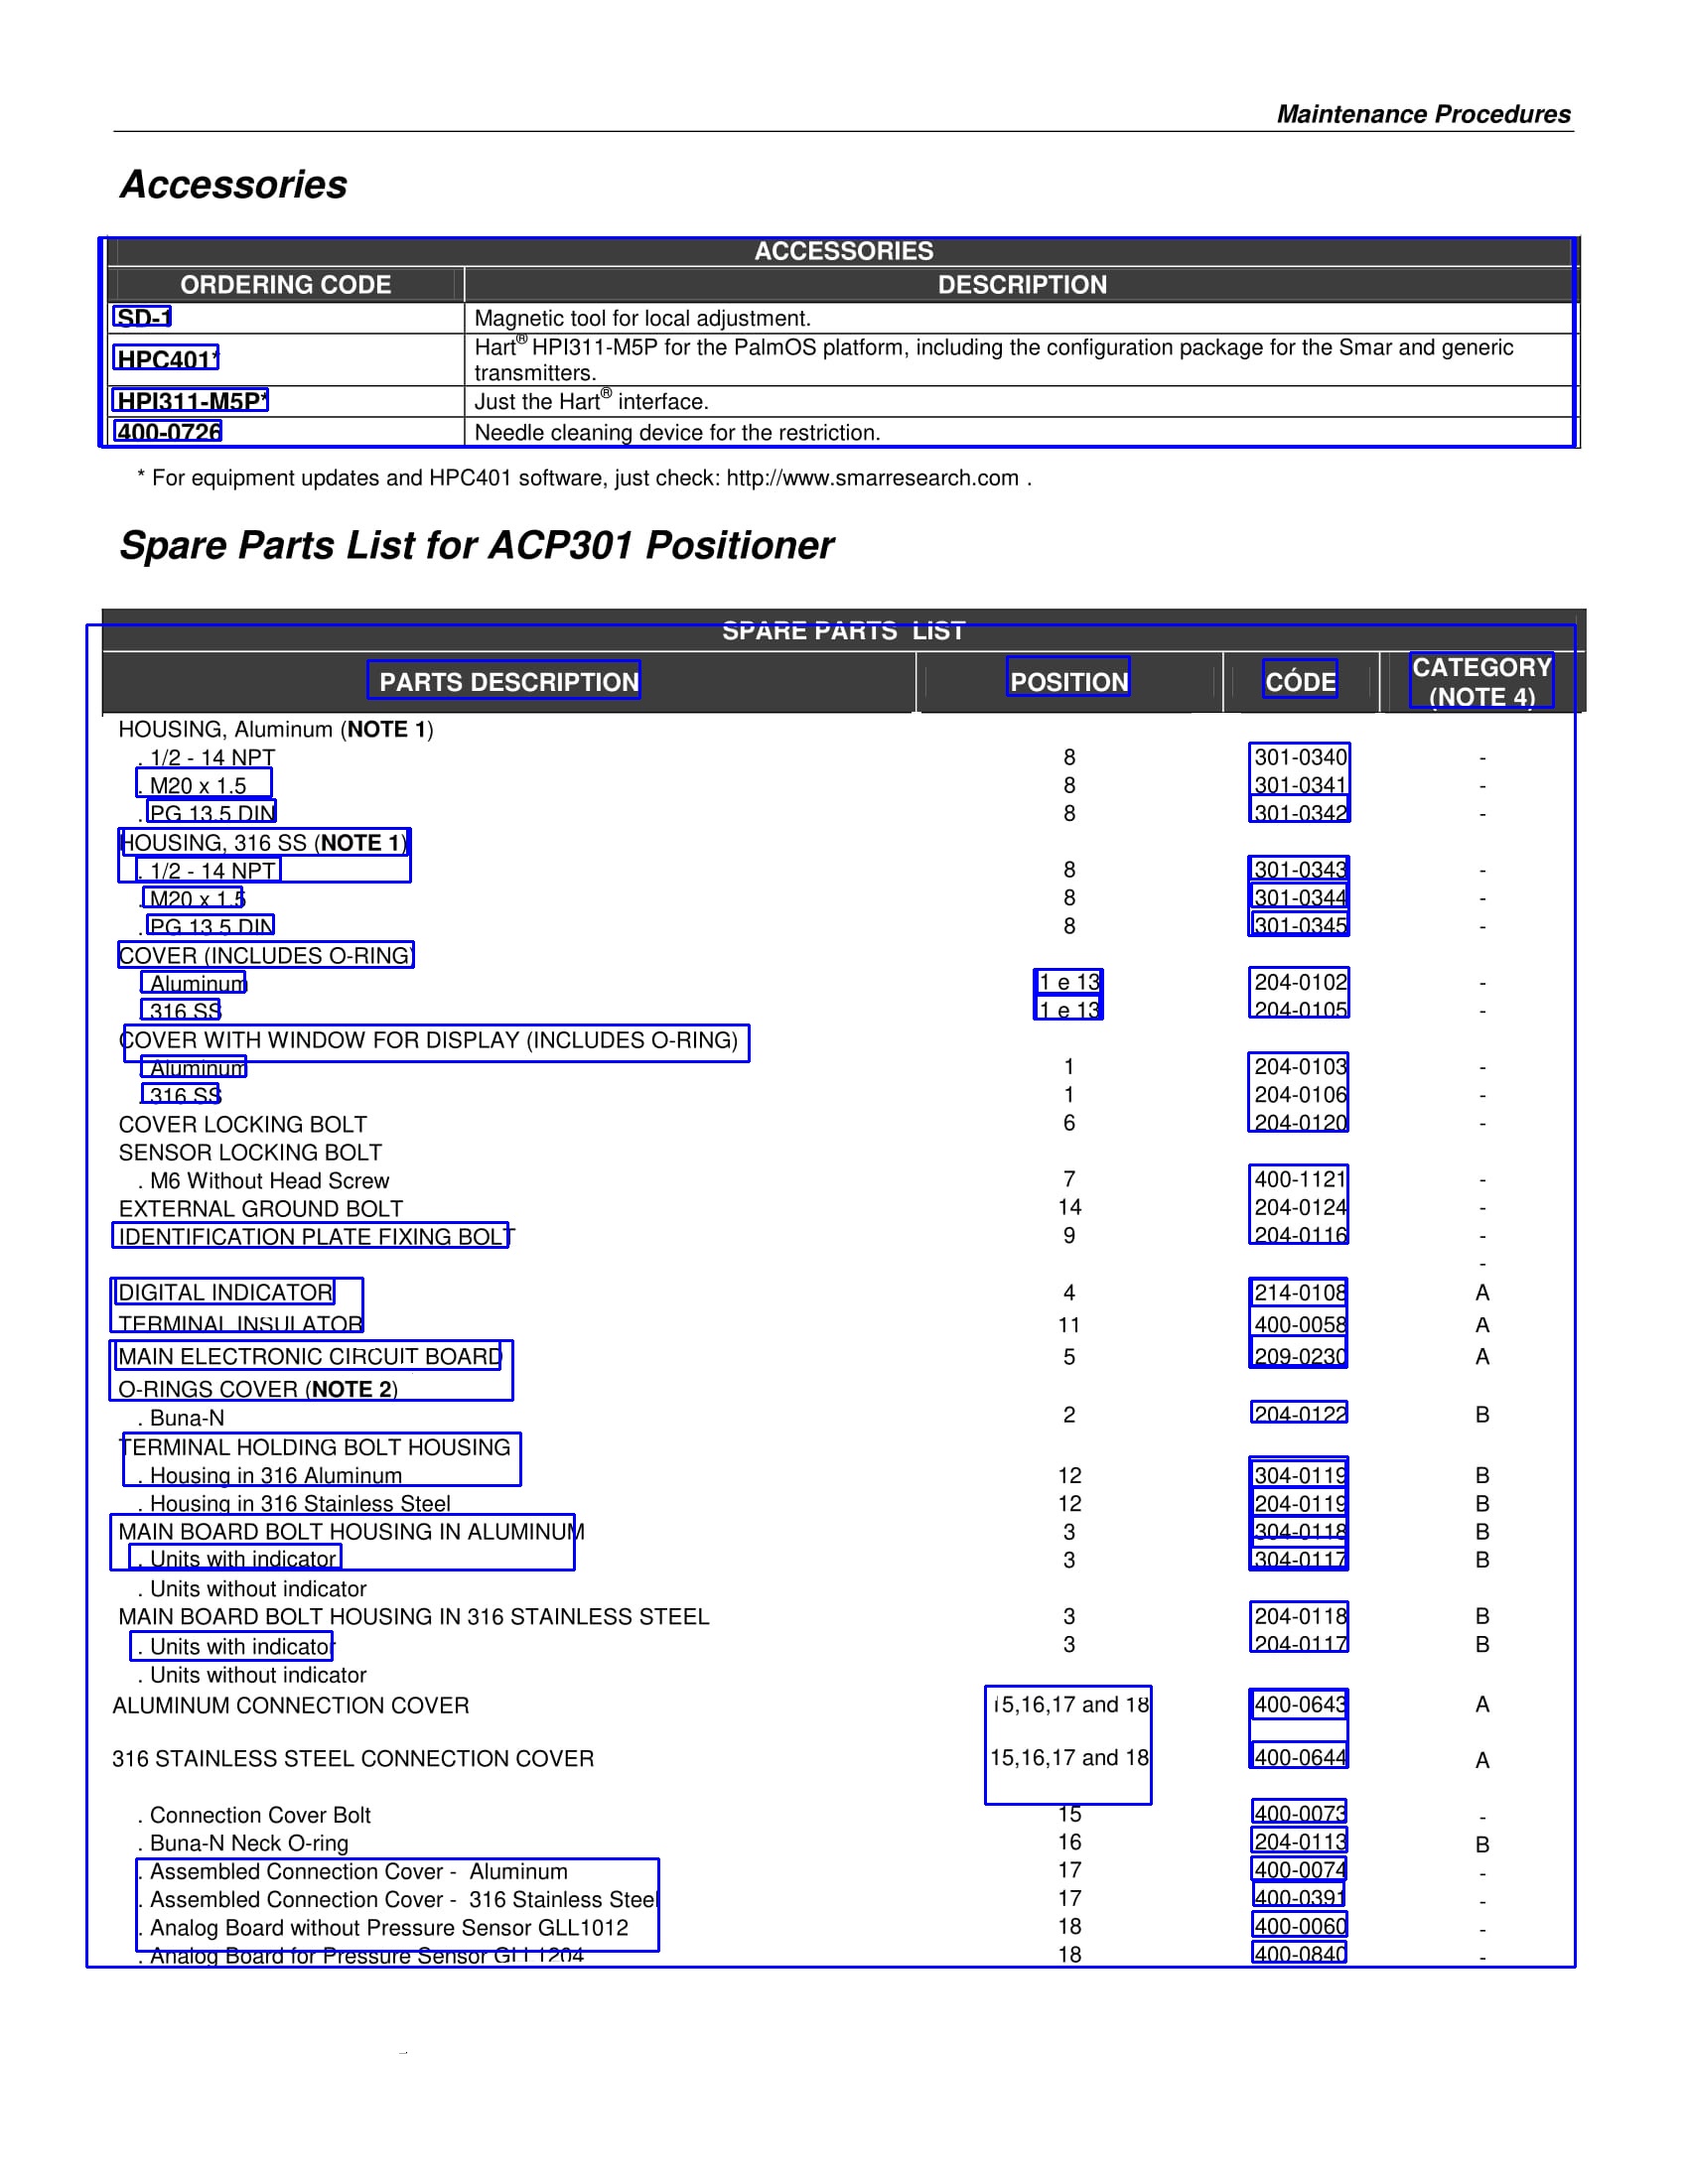 Maintenance Procedures
Accessories
ACCESSORIES
ORDERING CODE DESCRIPTION
SD-1 Magnetic tool for local adjustment.
HPC401* Hart® HPI311-M5P for the PalmOS platform, including the configuration package for the Smar and generic
transmitters.
HPI311-M5P* Just the Hart® interface.
400-0726 Needle cleaning device for the restriction.
* For equipment updates and HPC401 software, just check: http://www.smarresearch.com .
Spare Parts List for ACP301 Positioner
SPARE PARTS LIST
PARTS DESCRIPTION POSITION CÓDE CATEGORY
(NOTE 4)
HOUSING, Aluminum (NOTE 1)
. 1/2 - 14 NPT 8 301-0340 -
. M20 x 1.5 8 301-0341 -
. PG 13.5 DIN 8 301-0342 -
HOUSING, 316 SS (NOTE 1)
. 1/2 - 14 NPT 8 301-0343 -
. M20 x 1.5 8 301-0344 -
. PG 13.5 DIN 8 301-0345 -
COVER (INCLUDES O-RING)
. Aluminum 1 e 13 204-0102 -
. 316 SS 1 e 13 204-0105 -
COVER WITH WINDOW FOR DISPLAY (INCLUDES O-RING)
. Aluminum 1 204-0103 -
. 316 SS 1 204-0106 -
COVER LOCKING BOLT 6 204-0120 -
SENSOR LOCKING BOLT
. M6 Without Head Screw 7 400-1121 -
EXTERNAL GROUND BOLT 14 204-0124 -
IDENTIFICATION PLATE FIXING BOLT 9 204-0116 -
-
DIGITAL INDICATOR 4 214-0108 A
TERMINAL INSULATOR 11 400-0058 A
MAIN ELECTRONIC CIRCUIT BOARD 5 209-0230 A
O-RINGS COVER (NOTE 2)
. Buna-N 2 204-0122 B
TERMINAL HOLDING BOLT HOUSING
. Housing in 316 Aluminum 12 304-0119 B
. Housing in 316 Stainless Steel 12 204-0119 B
MAIN BOARD BOLT HOUSING IN ALUMINUM 3 304-0118 B
. Units with indicator 3 304-0117 B
. Units without indicator
MAIN BOARD BOLT HOUSING IN 316 STAINLESS STEEL 3 204-0118 B
. Units with indicator 3 204-0117 B
. Units without indicator
ALUMINUM CONNECTION COVER 15,16,17 and 18 400-0643 A
316 STAINLESS STEEL CONNECTION COVER 15,16,17 and 18 400-0644 A
. Connection Cover Bolt 15 400-0073 -
. Buna-N Neck O-ring 16 204-0113 B
. Assembled Connection Cover - Aluminum 17 400-0074 -
. Assembled Connection Cover - 316 Stainless Steel 17 400-0391 -
. Analog Board without Pressure Sensor GLL1012 18 400-0060 -
. Analog Board for Pressure Sensor GLL1204 18 400-0840 -